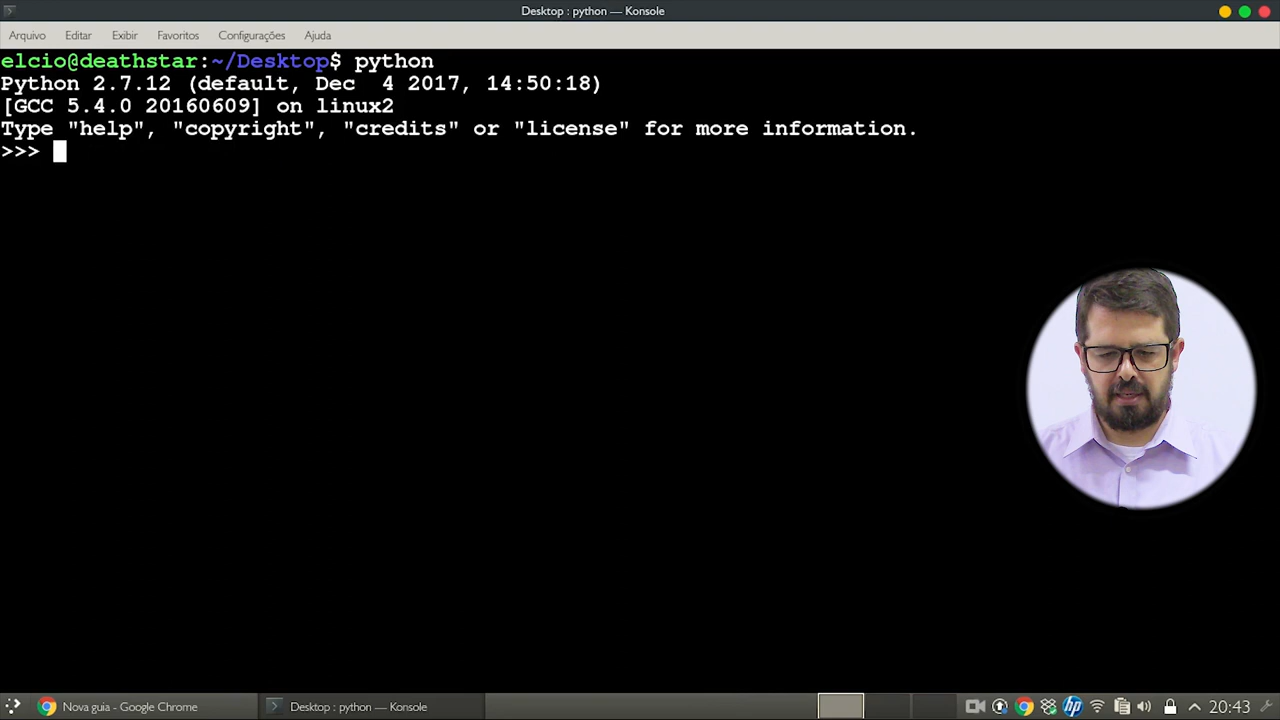 Desktop : python — Konsole
Arquivo Editar Exibir Favoritos Configurações Ajuda
elcio@deathstar:~/Desktop$ python
Python 2.7.12 (default, Dec  4 2017, 14:50:18)
[GCC 5.4.0 20160609] on linux2
Type "help", "copyright", "credits" or "license" for more information.
>>>
Nova guia - Google Chrome Desktop : python — Konsole hp 20:43